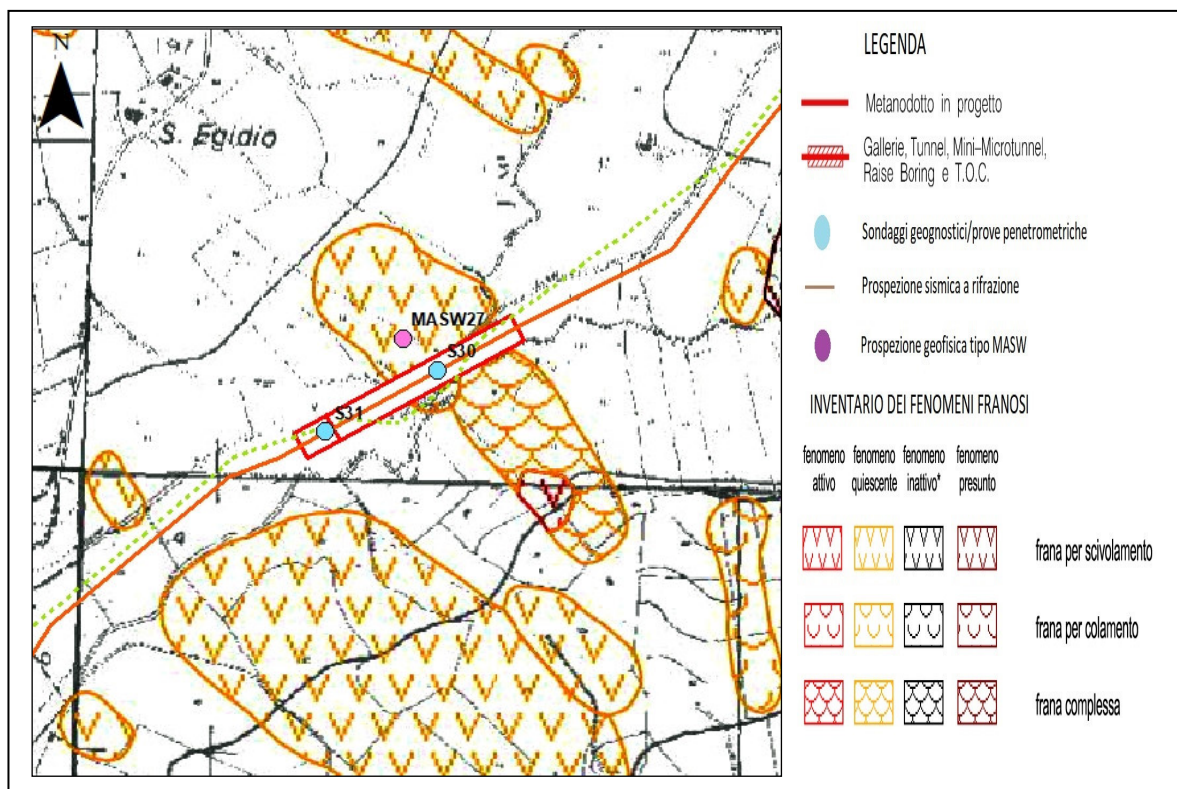 N
197
S. Egidio
MASW27
S30
S31
LEGENDA
Metanodotto in progetto
Gallerie, Tunnel, Mini–Microtunnel,
Raise Boring e T.O.C.
Sondaggi geognostici/prove penetrometriche
Prospezione sismica a rifrazione
Prospezione geofisica tipo MASW
INVENTARIO DEI FENOMENI FRANOSI
fenomeno attivo
fenomeno quiescente
fenomeno inattivo*
fenomeno presunto
frana per scivolamento
frana per colamento
frana complessa